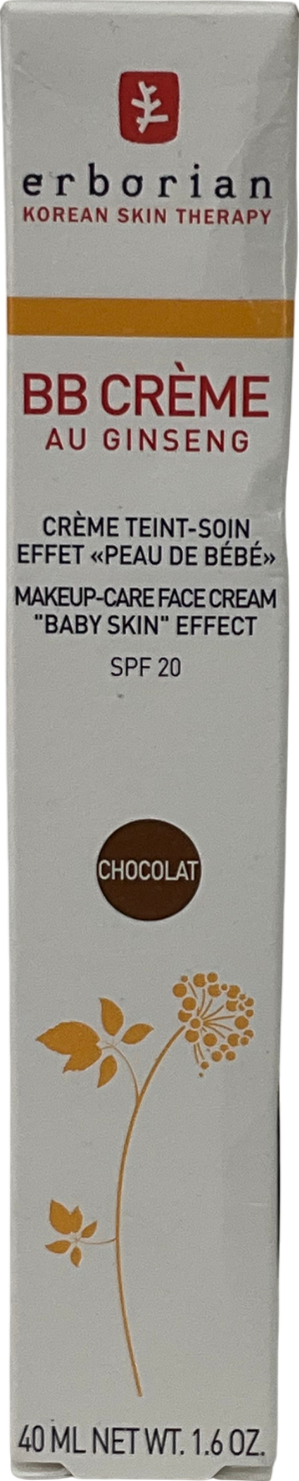 erborian
KOREAN SKIN THERAPY
BB CRÈME
AU GINSENG
CRÈME TEINT-SOIN
EFFET «PEAU DE BÉBÉ»
MAKEUP-CARE FACE CREAM
"BABY SKIN" EFFECT
SPF 20
CHOCOLAT
40 ML NET WT. 1.6 OZ.